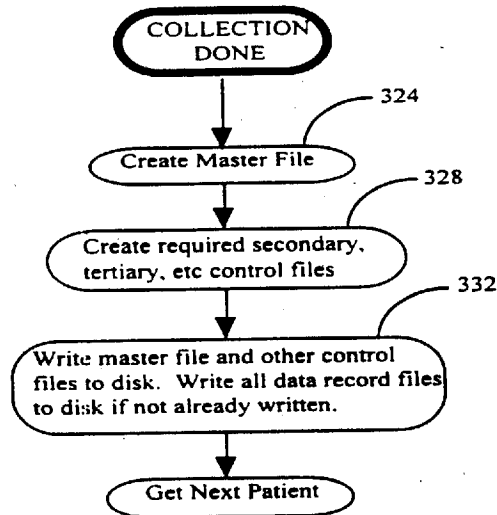 COLLECTION
DONE
324
Create Master File
328
Create required secondary,
tertiary, etc control files
332
Write master file and other control
files to disk. Write all data record files
to disk if not already written.
Get Next Patient